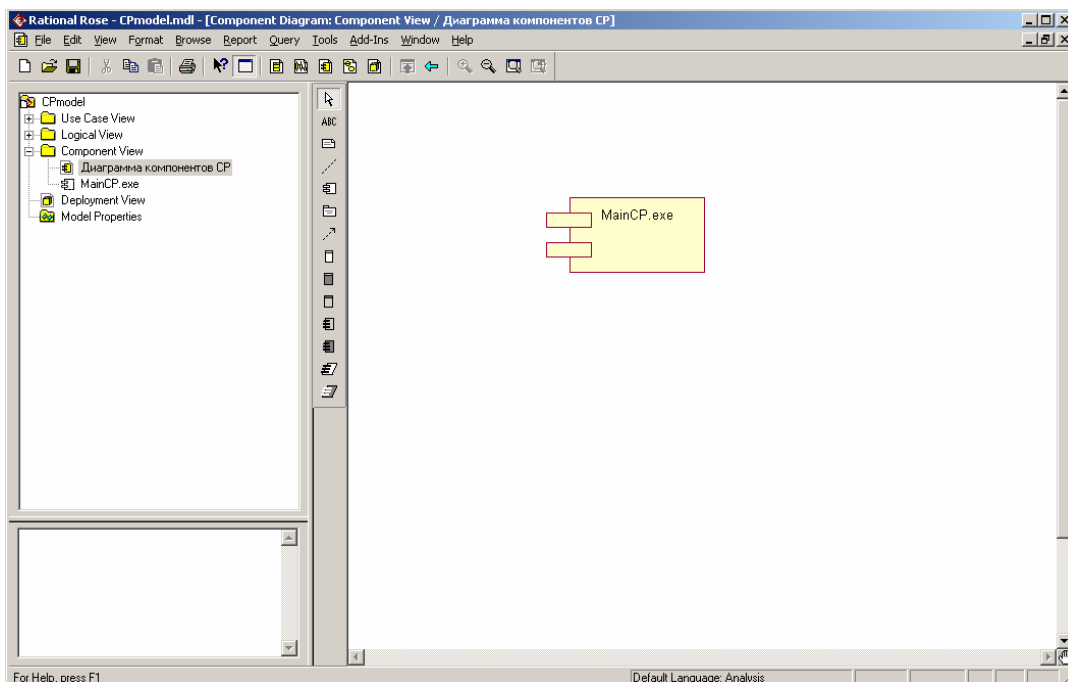 Rational Rose - CPmodel.mdl - [Component Diagram: Component View / Диаграмма компонентов CP]
File Edit View Format Browse Report Query Tools Add-Ins Window Help
ABC
CPmodel
Use Case View
Logical View
Component View
Диаграмма компонентов CP
MainCP.exe
Deployment View
Model Properties
MainCP.exe
For Help, press F1
Default Language: Analysis